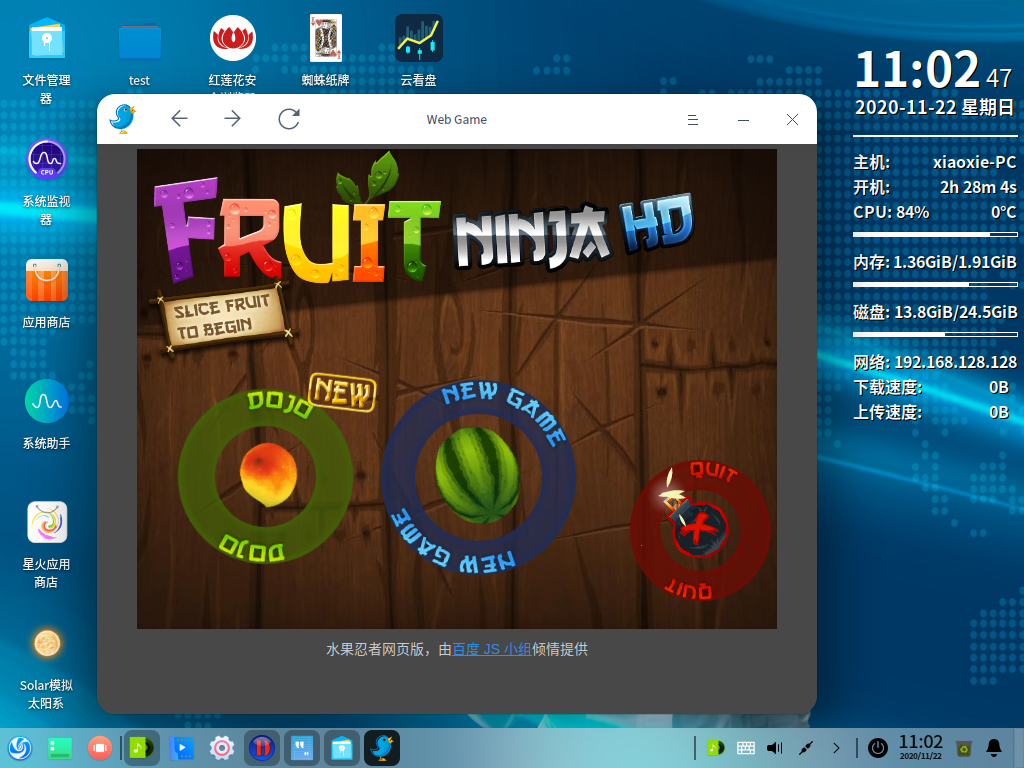 文件管理
器
test
红莲花安
蜘蛛纸牌
云看盘
系统监视
器
应用商店
系统助手
星火应用
商店
Solar模拟
太阳系
CPU
Web Game
FRUIT NINJA HD
SLICE FRUIT
TO BEGIN
NEW
DOJO
DOJO
NEW GAME
NEW GAME
QUIT
QUIT
水果忍者网页版，由百度 JS 小组倾情提供
11:02 47
2020-11-22 星期日
主机: xiaoxie-PC
开机: 2h 28m 4s
CPU: 84% 0°C
内存: 1.36GiB/1.91GiB
磁盘: 13.8GiB/24.5GiB
网络: 192.168.128.128
下载速度: 0B
上传速度: 0B
11:02
2020/11/22